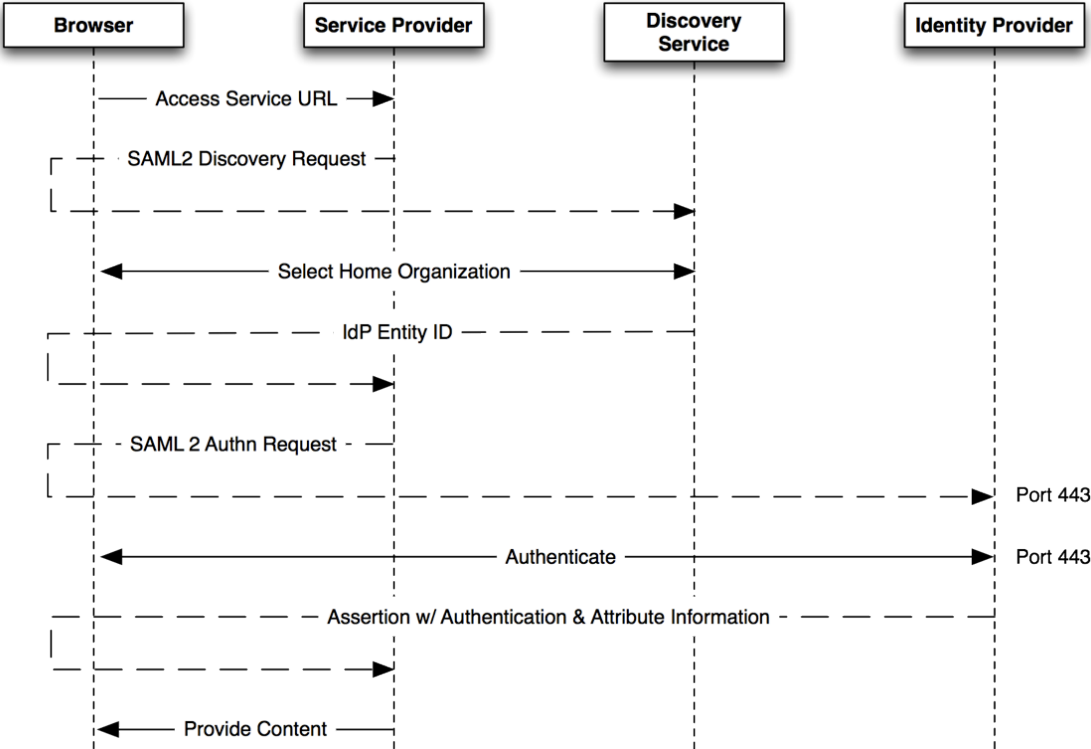 Browser
Service Provider
Discovery
Service
Identity Provider
Access Service URL
SAML2 Discovery Request
Select Home Organization
IdP Entity ID
SAML 2 Authn Request
Port 443
Authenticate
Port 443
Assertion w/ Authentication & Attribute Information
Provide Content